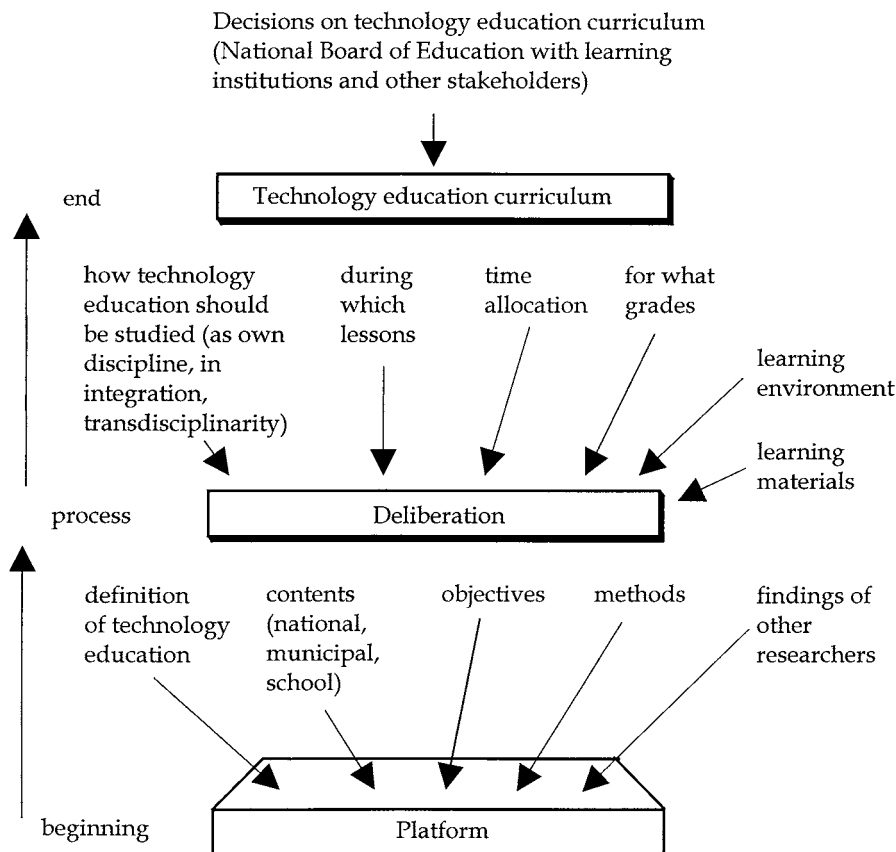 Decisions on technology education curriculum
(National Board of Education with learning
institutions and other stakeholders)
end
Technology education curriculum
how technology
education should
be studied (as own
discipline, in
integration,
transdisciplinarity)
during
which
lessons
time
allocation
for what
grades
learning
environment
learning
materials
process
Deliberation
definition
of technology
education
contents
(national,
municipal,
school)
objectives
methods
findings of
other
researchers
beginning
Platform